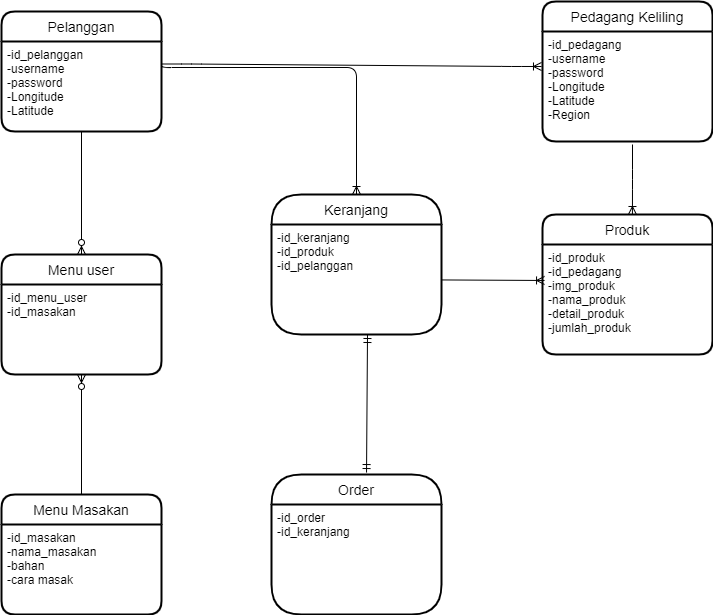 Pelanggan
-id_pelanggan
-username
-password
-Longitude
-Latitude
Pedagang Keliling
-id_pedagang
-username
-password
-Longitude
-Latitude
-Region
Keranjang
-id_keranjang
-id_produk
-id_pelanggan
Produk
-id_produk
-id_pedagang
-img_produk
-nama_produk
-detail_produk
-jumlah_produk
Menu user
-id_menu_user
-id_masakan
Menu Masakan
-id_masakan
-nama_masakan
-bahan
-cara masak
Order
-id_order
-id_keranjang